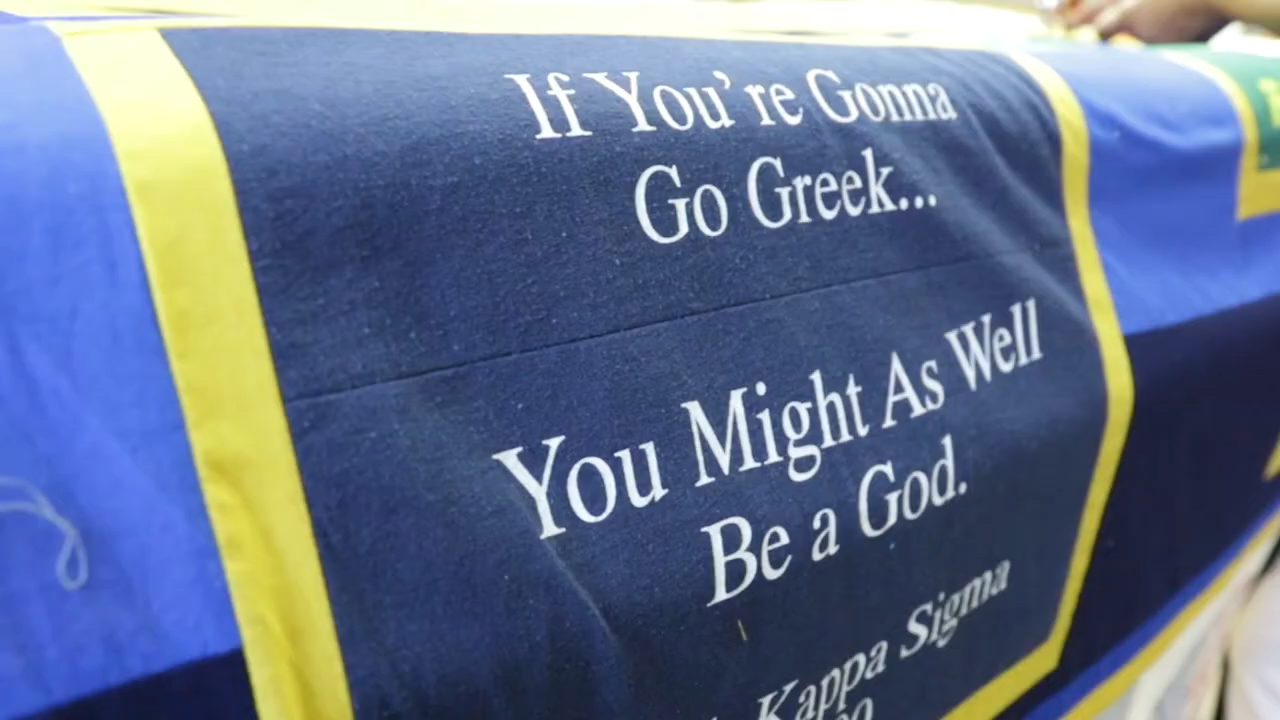 If You're Gonna
Go Greek...
You Might As Well
Be a God.
Kappa Sigma